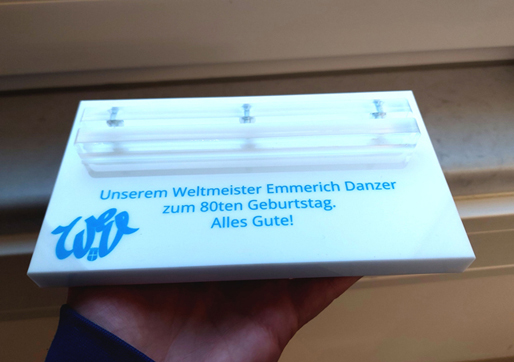 Unserem Weltmeister Emmerich Danzer
zum 80ten Geburtstag.
Alles Gute!